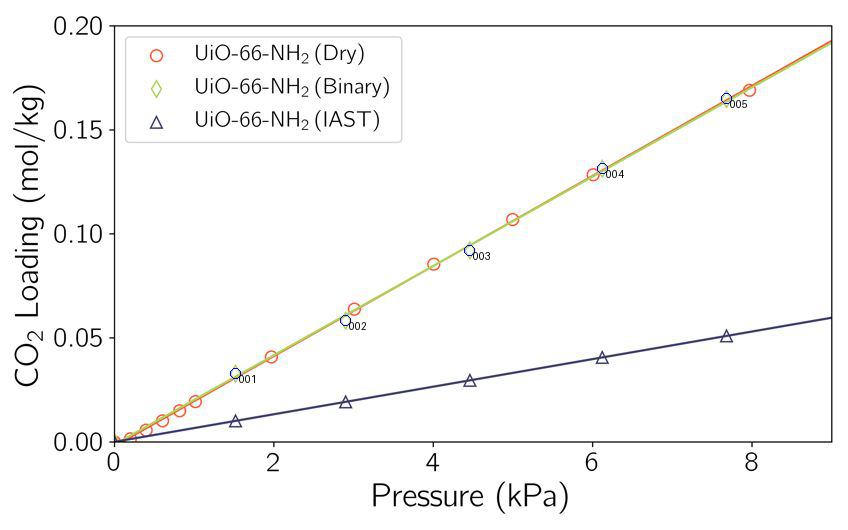 0.20
0.15
0.10
0.05
0.00
CO2 Loading (mol/kg)
UiO-66-NH2 (Dry)
UiO-66-NH2 (Binary)
UiO-66-NH2 (IAST)
005
004
003
002
001
0 2 4 6 8
Pressure (kPa)